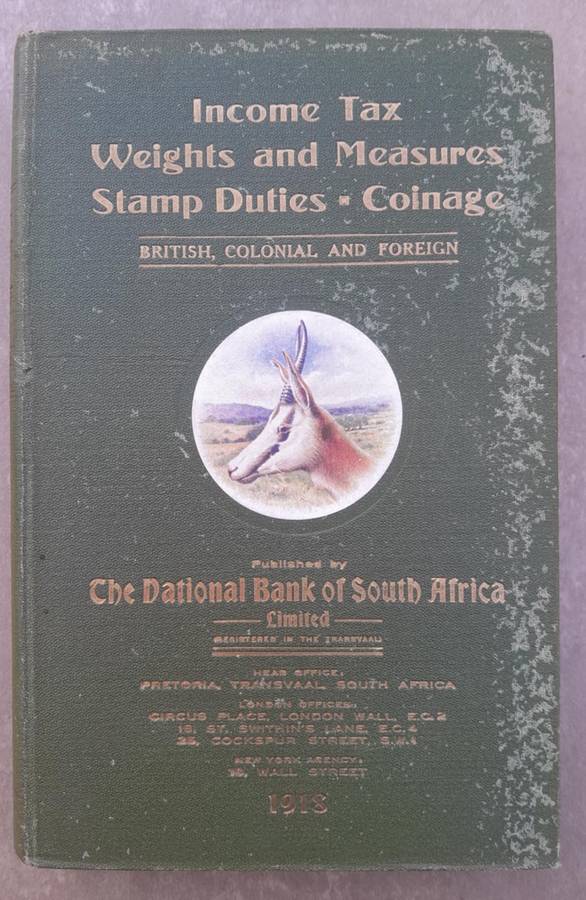 Income Tax
Weights and Measures
Stamp Duties ▪ Coinage
BRITISH, COLONIAL AND FOREIGN
Published by
The National Bank of South Africa
Limited
(REGISTERED IN THE TRANSVAAL)
HEAD OFFICE:
PRETORIA, TRANSVAAL, SOUTH AFRICA
LONDON OFFICES:
CIRCUS PLACE, LONDON WALL, E.C.2
18, ST. SWITHIN'S LANE, E.C.4
25, COCKSPUR STREET, S.W.1
NEW YORK AGENCY:
WALL STREET
1918